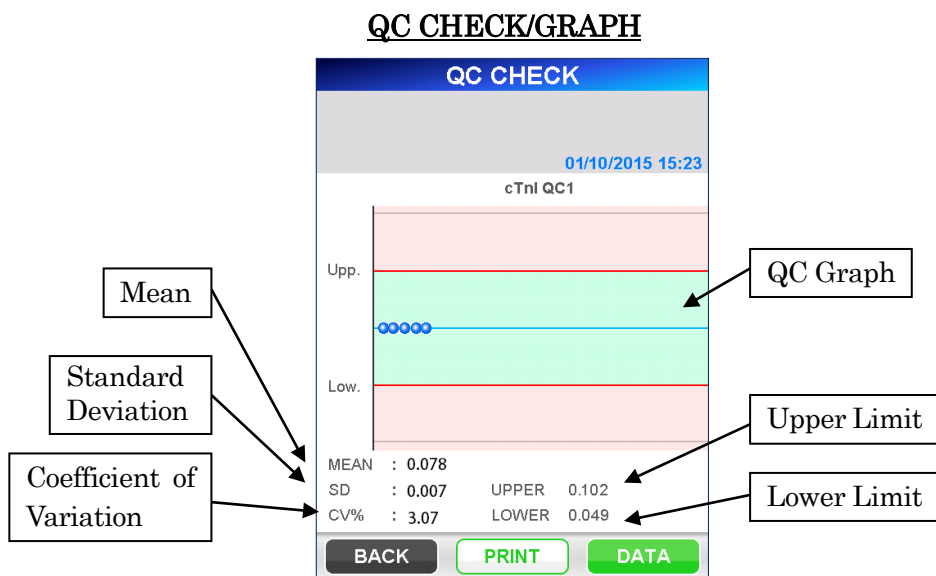 QC CHECK/GRAPH
QC CHECK
01/10/2015 15:23
cTnI QC1
Upp.
Low.
QC Graph
Mean
Standard
Deviation
Coefficient of
Variation
Upper Limit
Lower Limit
MEAN : 0.078
SD : 0.007 UPPER 0.102
CV% : 3.07 LOWER 0.049
BACK PRINT DATA